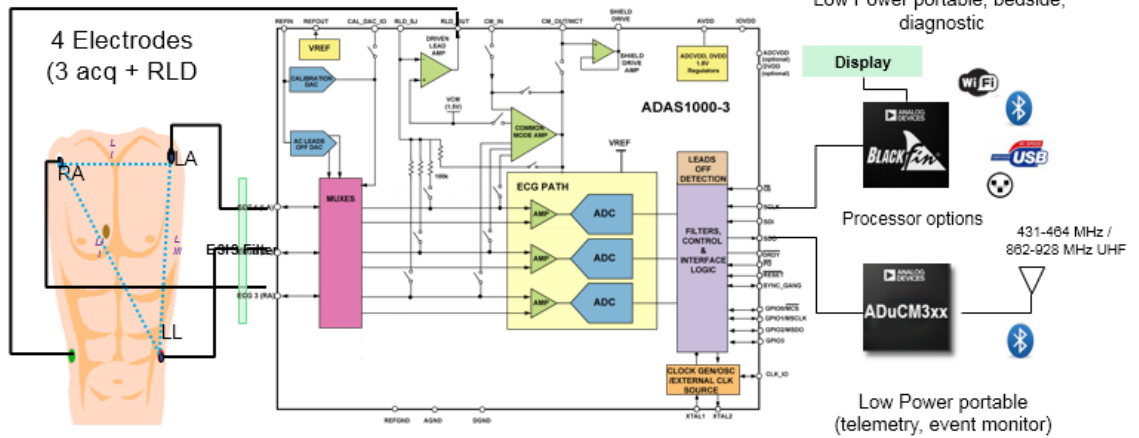 Low Power portable, bedside,
diagnostic
4 Electrodes
(3 acq + RLD
REFIN
REFOUT
CAL_DAC_IO
RLD_SJ
RLD_OUT
CM_IN
CM_OUT/WCT
SHIELD
DRIVE
AVDD
IOVDD
VREF
DRIVEN
LEAD
AMP
SHIELD
DRIVE AMP
ADCVDD, DVDD
1.8V
Regulators
ADCVDD
(optional)
DVDD
(optional)
CALIBRATION
DAC
VCM
(1.5V)
ADAS1000-3
AC LEADS
OFF DAC
COMMON
MODE AMP
VREF
100k
MUXES
ECG PATH
AMP
ADC
AMP
ADC
AMP
ADC
LEADS
OFF
DETECTION
FILTERS,
CONTROL
&
INTERFACE
LOGIC
CS
SCLK
SDI
SDO
DRDY
PD
RESET
SYNC_GANG
GPIO0/MCS
GPIO1/MSCLK
GPIO2/MSDO
GPIO3
CLOCK GEN/OSC
/EXTERNAL CLK
SOURCE
CLK_IO
XTAL1
XTAL2
REFGND
AGND
DGND
L
I
RA
LA
L
III
LL
ECG 3 (RA)
Display
ANALOG
DEVICES
BLACKfin
WiFi
USB
Processor options
431-464 MHz /
862-928 MHz UHF
ANALOG
DEVICES
ADuCM3xx
Low Power portable
(telemetry, event monitor)